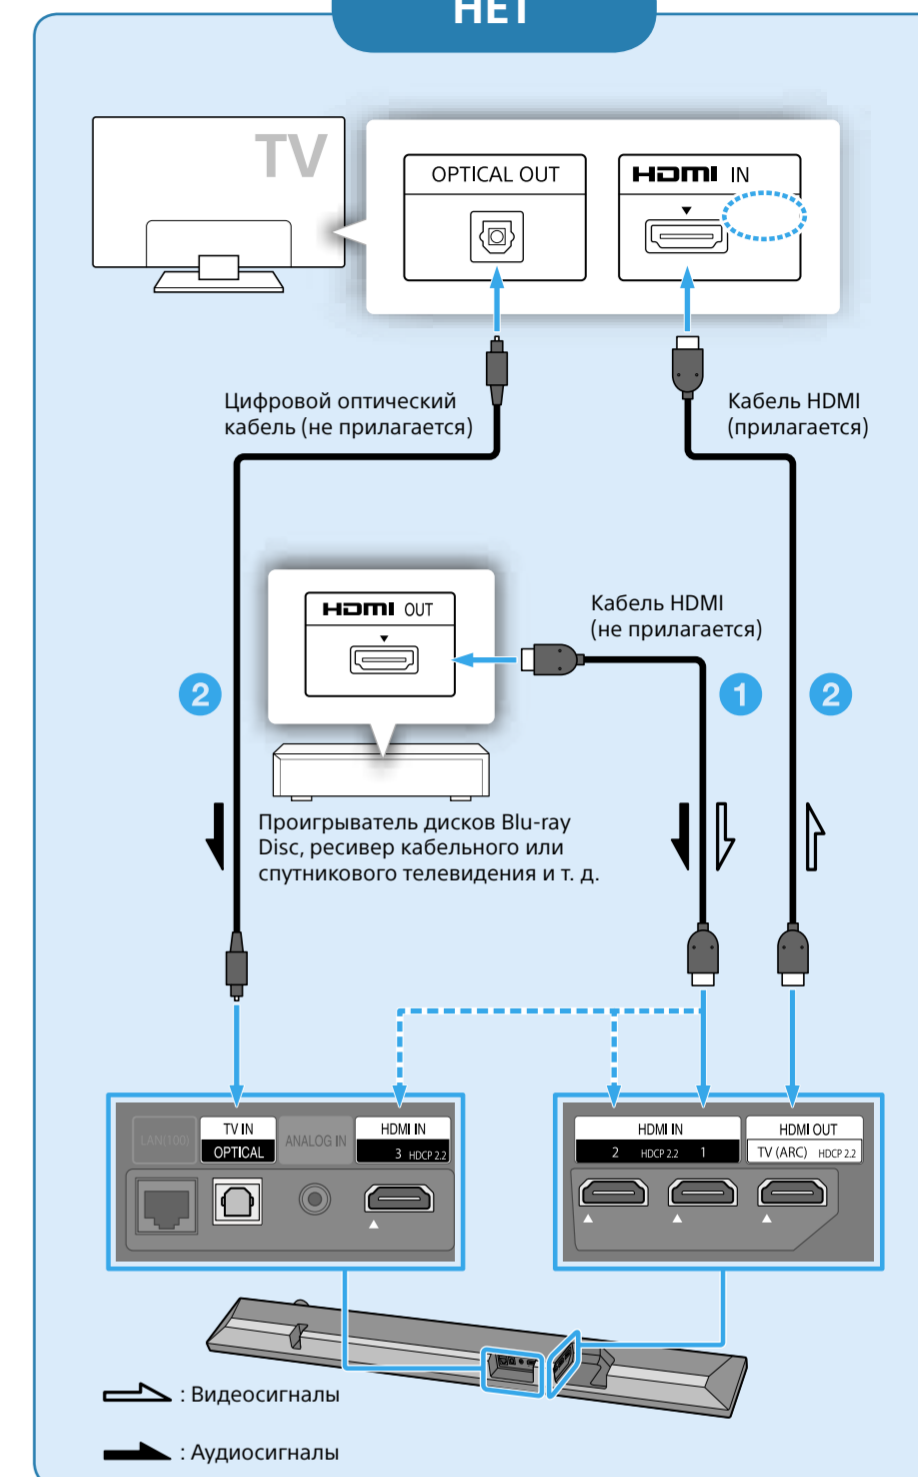 НЕТ
TV
OPTICAL OUT
HDMI IN
Цифровой оптический
кабель (не прилагается)
Кабель HDMI
(прилагается)
HDMI OUT
Кабель HDMI
(не прилагается)
2
1
2
Проигрыватель дисков Blu-ray
Disc, ресивер кабельного или
спутникового телевидения и т. д.
LAN(100)
TV IN
OPTICAL
ANALOG IN
HDMI IN
3 HDCP 2.2
HDMI IN
2 HDCP 2.2 1
HDMI OUT
TV (ARC) HDCP 2.2
: Видеосигналы
: Аудиосигналы